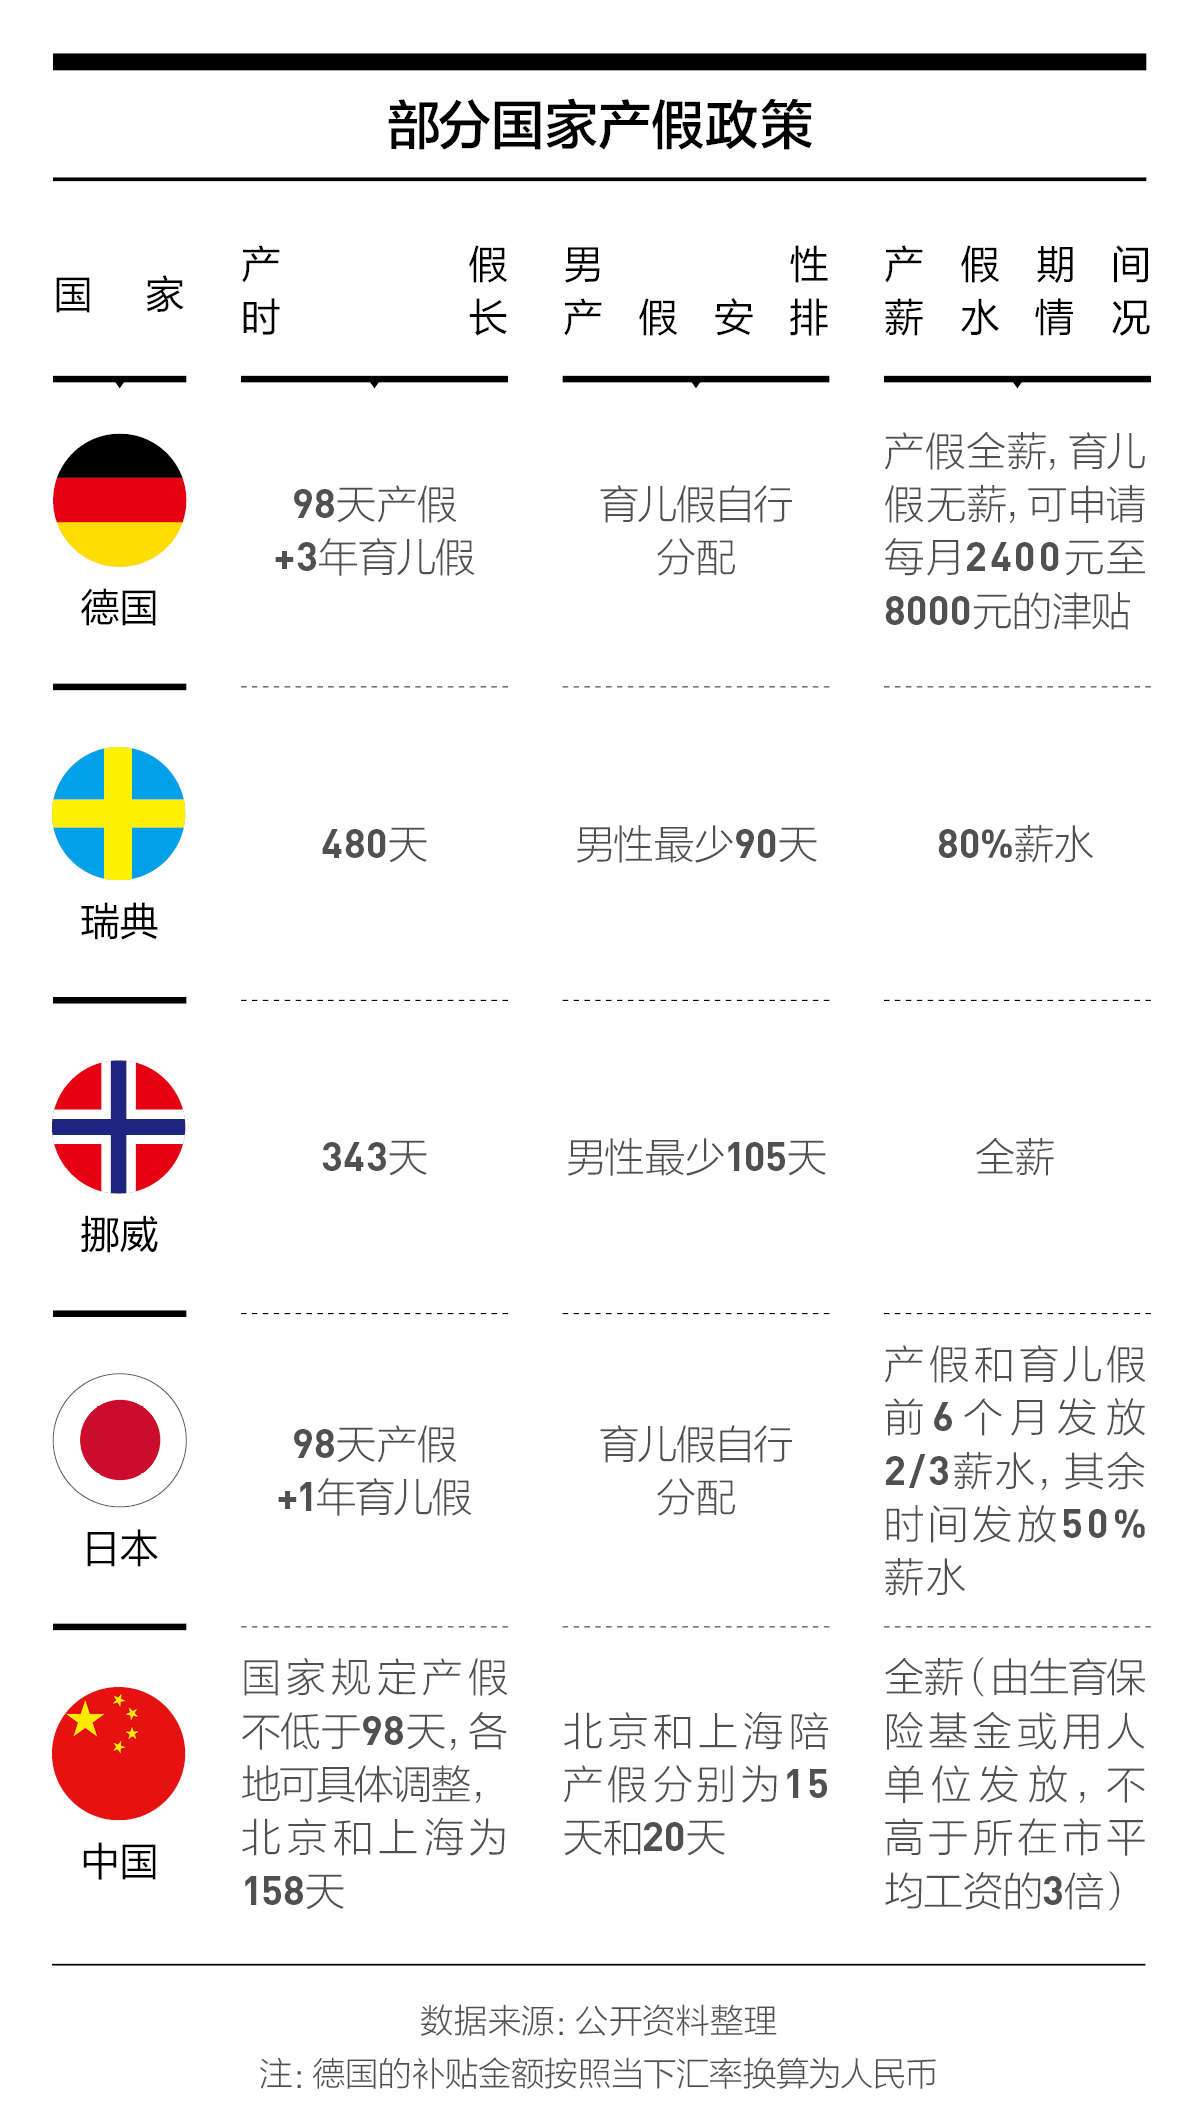 部分国家产假政策
国家
产假
时长
男性
产假安排
产假期间
薪水情况
德国
98天产假
+3年育儿假
育儿假自行
分配
产假全薪，育儿
假无薪，可申请
每月2400元至
8000元的津贴
瑞典
480天
男性最少90天
80%薪水
挪威
343天
男性最少105天
全薪
日本
98天产假
+1年育儿假
育儿假自行
分配
产假和育儿假
前6个月发放
2/3薪水，其余
时间发放50%
薪水
中国
国家规定产假
不低于98天，各
地可具体调整，
北京和上海为
158天
北京和上海陪
产假分别为15
天和20天
全薪（由生育保
险基金或用人
单位发放，不
高于所在市平
均工资的3倍）
数据来源：公开资料整理
注：德国的补贴金额按照当下汇率换算为人民币